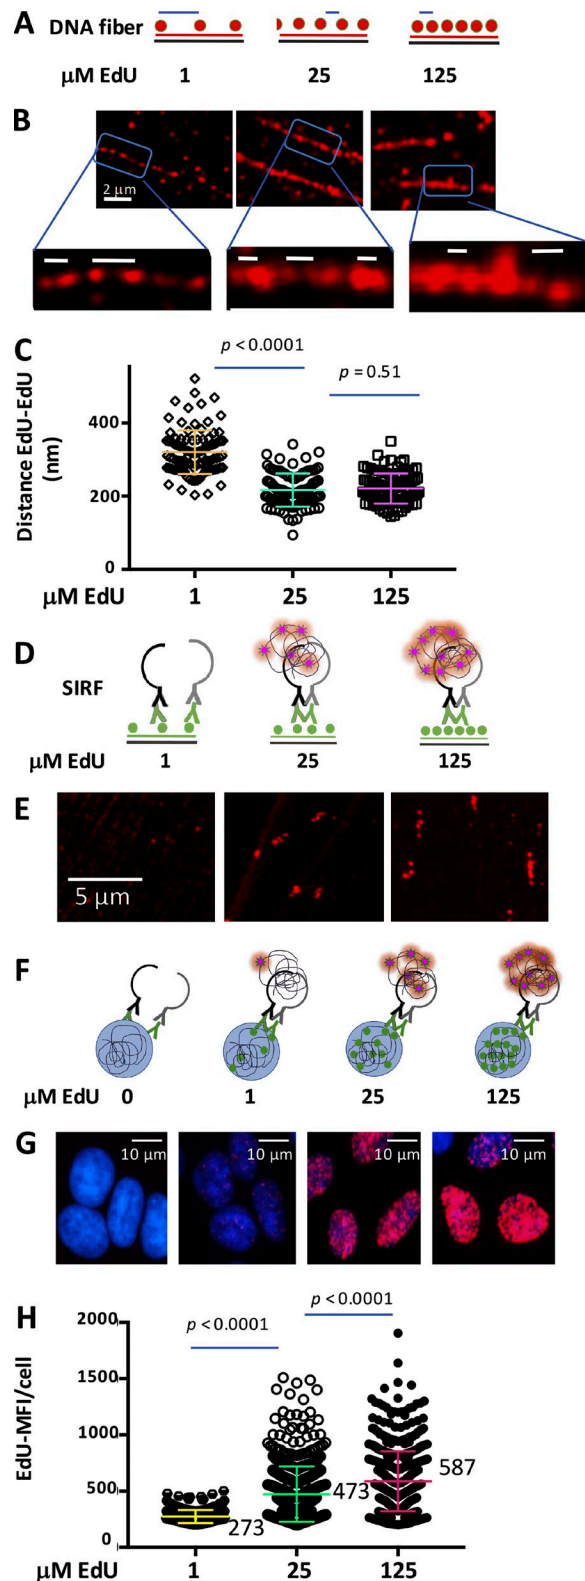 A DNA fiber
μM EdU 1 25 125
B
2 μm
C
p < 0.0001
p = 0.51
Distance EdU-EdU
(nm)
400
200
0
μM EdU 1 25 125
D
SIRF
μM EdU 1 25 125
E
5 μm
F
μM EdU 0 1 25 125
G
10 μm 10 μm 10 μm 10 μm
H
p < 0.0001
p < 0.0001
EdU-MFI/cell
2000
1500
1000
500
0
273
473
587
μM EdU 1 25 125